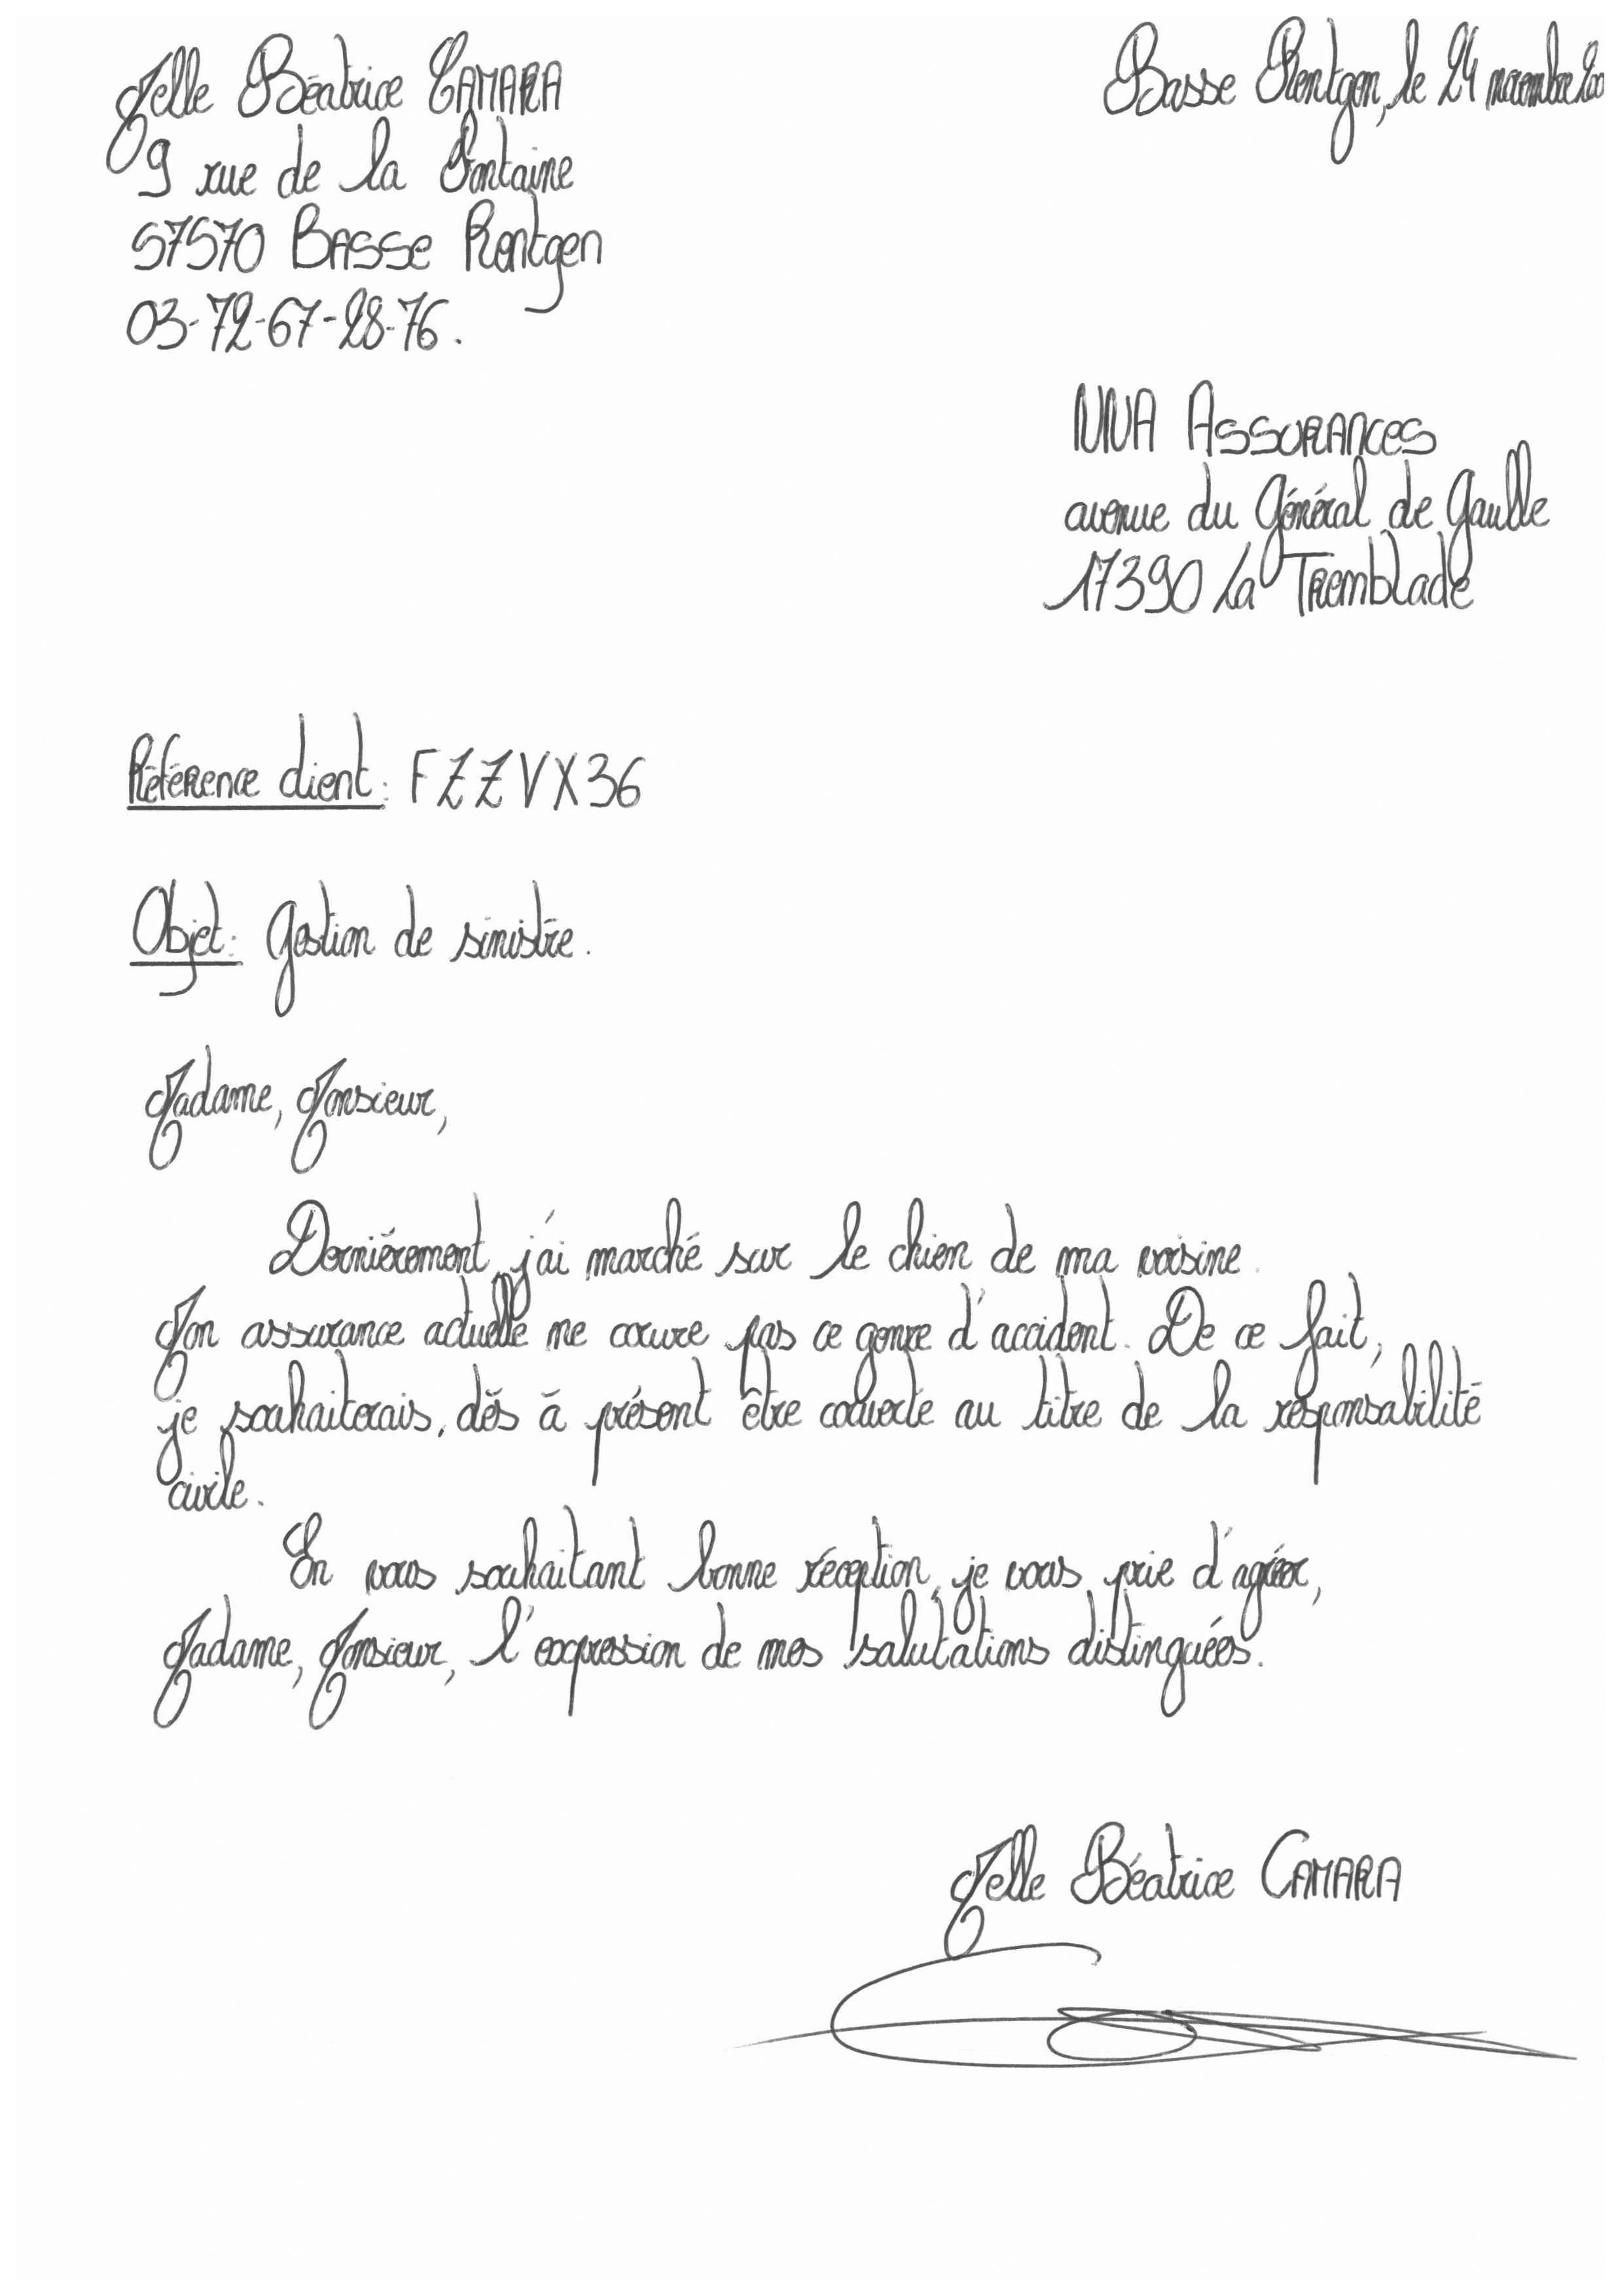 Melle Béatrice CAMARA
Basse Rentgen, le 24 novembre 200
9 rue de la Fontaine
57570 BASSE Rentgen
03-72-67-28-76.
NNA ASSURANCES
avenue du Général de Gaulle
17390 La Tremblade
Référence client: FZZVX36
Objet: Gestion de sinistre.
Madame, Monsieur,
Dernièrement, j'ai marché sur le chien de ma voisine.
Mon assurance actuelle ne couvre pas ce genre d'accident. De ce fait,
je souhaiterais, dès à présent être couverte au titre de la responsabilité
civile.
En vous souhaitant bonne réception, je vous prie d'agréer,
Madame, Monsieur, l'expression de mes salutations distinguées.
Melle Béatrice CAMARA